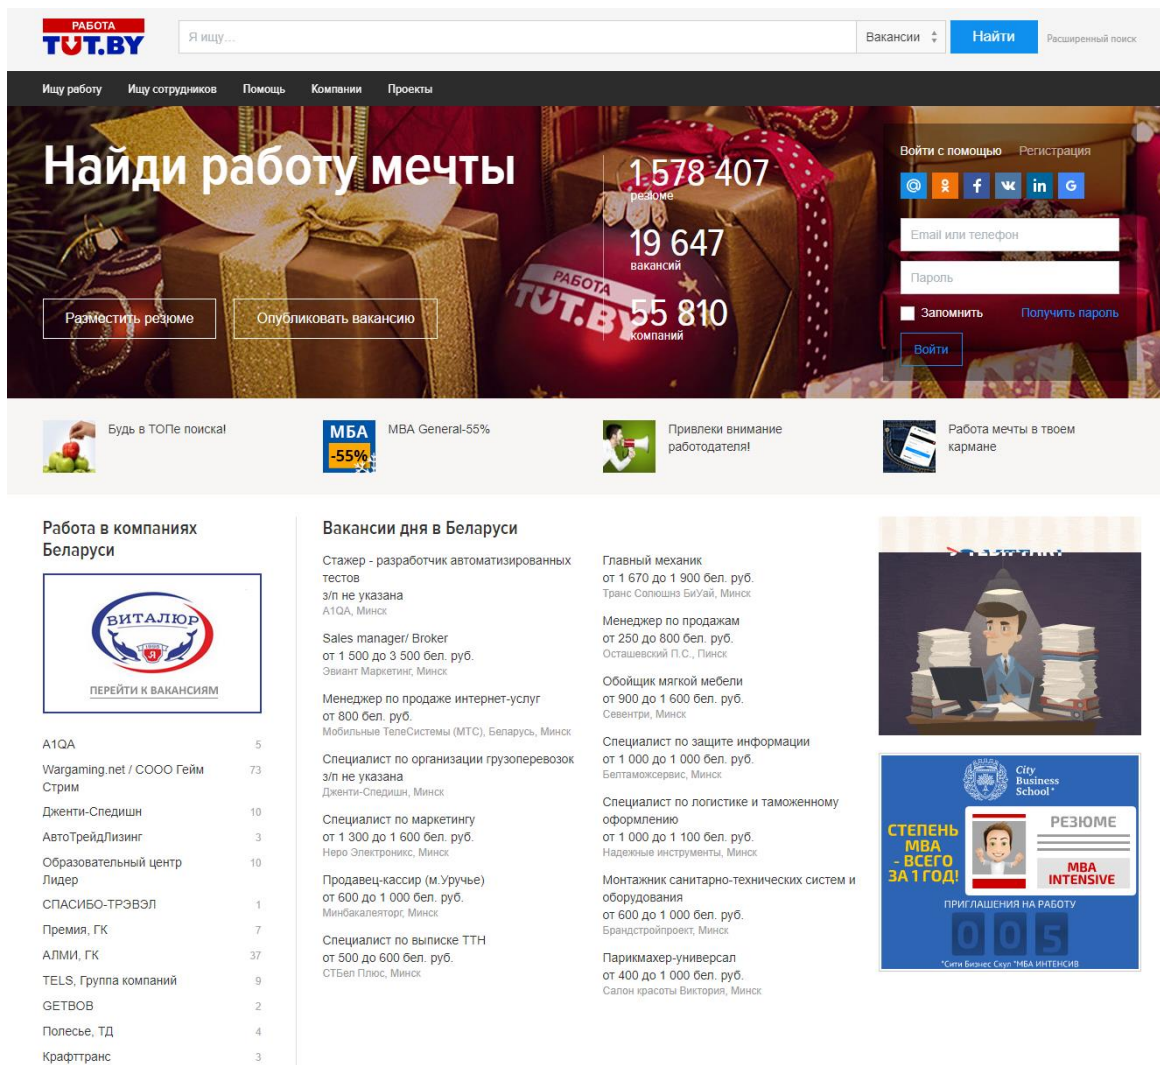 РАБОТА
TUT.BY
Я ищу...
Вакансии
Найти
Расширенный поиск
Ищу работу
Ищу сотрудников
Помощь
Компании
Проекты
Найди работу мечты
1 578 407
резюме
19 647
вакансий
55 810
компаний
РАБОТА
TUT.BY
Разместить резюме
Опубликовать вакансию
Войти с помощью
Регистрация
Email или телефон
Пароль
Запомнить
Получить пароль
Войти
Будь в ТОПе поиска!
МБА
-55%
MBA General-55%
Привлеки внимание
работодателя!
Работа мечты в твоем
кармане
Работа в компаниях
Беларуси
ВИТАЛЮР
ПЕРЕЙТИ К ВАКАНСИЯМ
A1QA 5
Wargaming.net / СООО Гейм 73
Стрим
Дженти-Спедишн 10
АвтоТрейдЛизинг 3
Образовательный центр 10
Лидер
СПАСИБО-ТРЭВЭЛ 1
Премия, ГК 7
АЛМИ, ГК 37
TELS, Группа компаний 9
GETBOB 2
Полесье, ТД 4
Крафттранс 3
Вакансии дня в Беларуси
Стажер - разработчик автоматизированных
тестов
з/п не указана
A1QA, Минск
Sales manager/ Broker
от 1 500 до 3 500 бел. руб.
Эвиант Маркетинг, Минск
Менеджер по продаже интернет-услуг
от 800 бел. руб.
Мобильные ТелеСистемы (МТС), Беларусь, Минск
Специалист по организации грузоперевозок
з/п не указана
Дженти-Спедишн, Минск
Специалист по маркетингу
от 1 300 до 1 600 бел. руб.
Неро Электроникс, Минск
Продавец-кассир (м.Уручье)
от 600 до 1 000 бел. руб.
Минбакалеяторг, Минск
Специалист по выписке ТТН
от 500 до 600 бел. руб.
СТБел Плюс, Минск
Главный механик
от 1 670 до 1 900 бел. руб.
Транс Солюшнз БиУай, Минск
Менеджер по продажам
от 250 до 800 бел. руб.
Осташевский П.С., Пинск
Обойщик мягкой мебели
от 900 до 1 600 бел. руб.
Севентри, Минск
Специалист по защите информации
от 1 000 до 1 000 бел. руб.
Белтаможсервис, Минск
Специалист по логистике и таможенному
оформлению
от 1 000 до 1 100 бел. руб.
Надежные инструменты, Минск
Монтажник санитарно-технических систем и
оборудования
от 600 до 1 000 бел. руб.
Брандстройпроект, Минск
Парикмахер-универсал
от 400 до 1 000 бел. руб.
Салон красоты Виктория, Минск
City
Business
School*
СТЕПЕНЬ
МВА
- ВСЕГО
ЗА 1 ГОД!
РЕЗЮМЕ
MBA
INTENSIVE
ПРИГЛАШЕНИЯ НА РАБОТУ
005
*Сити Бизнес Скул *МБА ИНТЕНСИВ